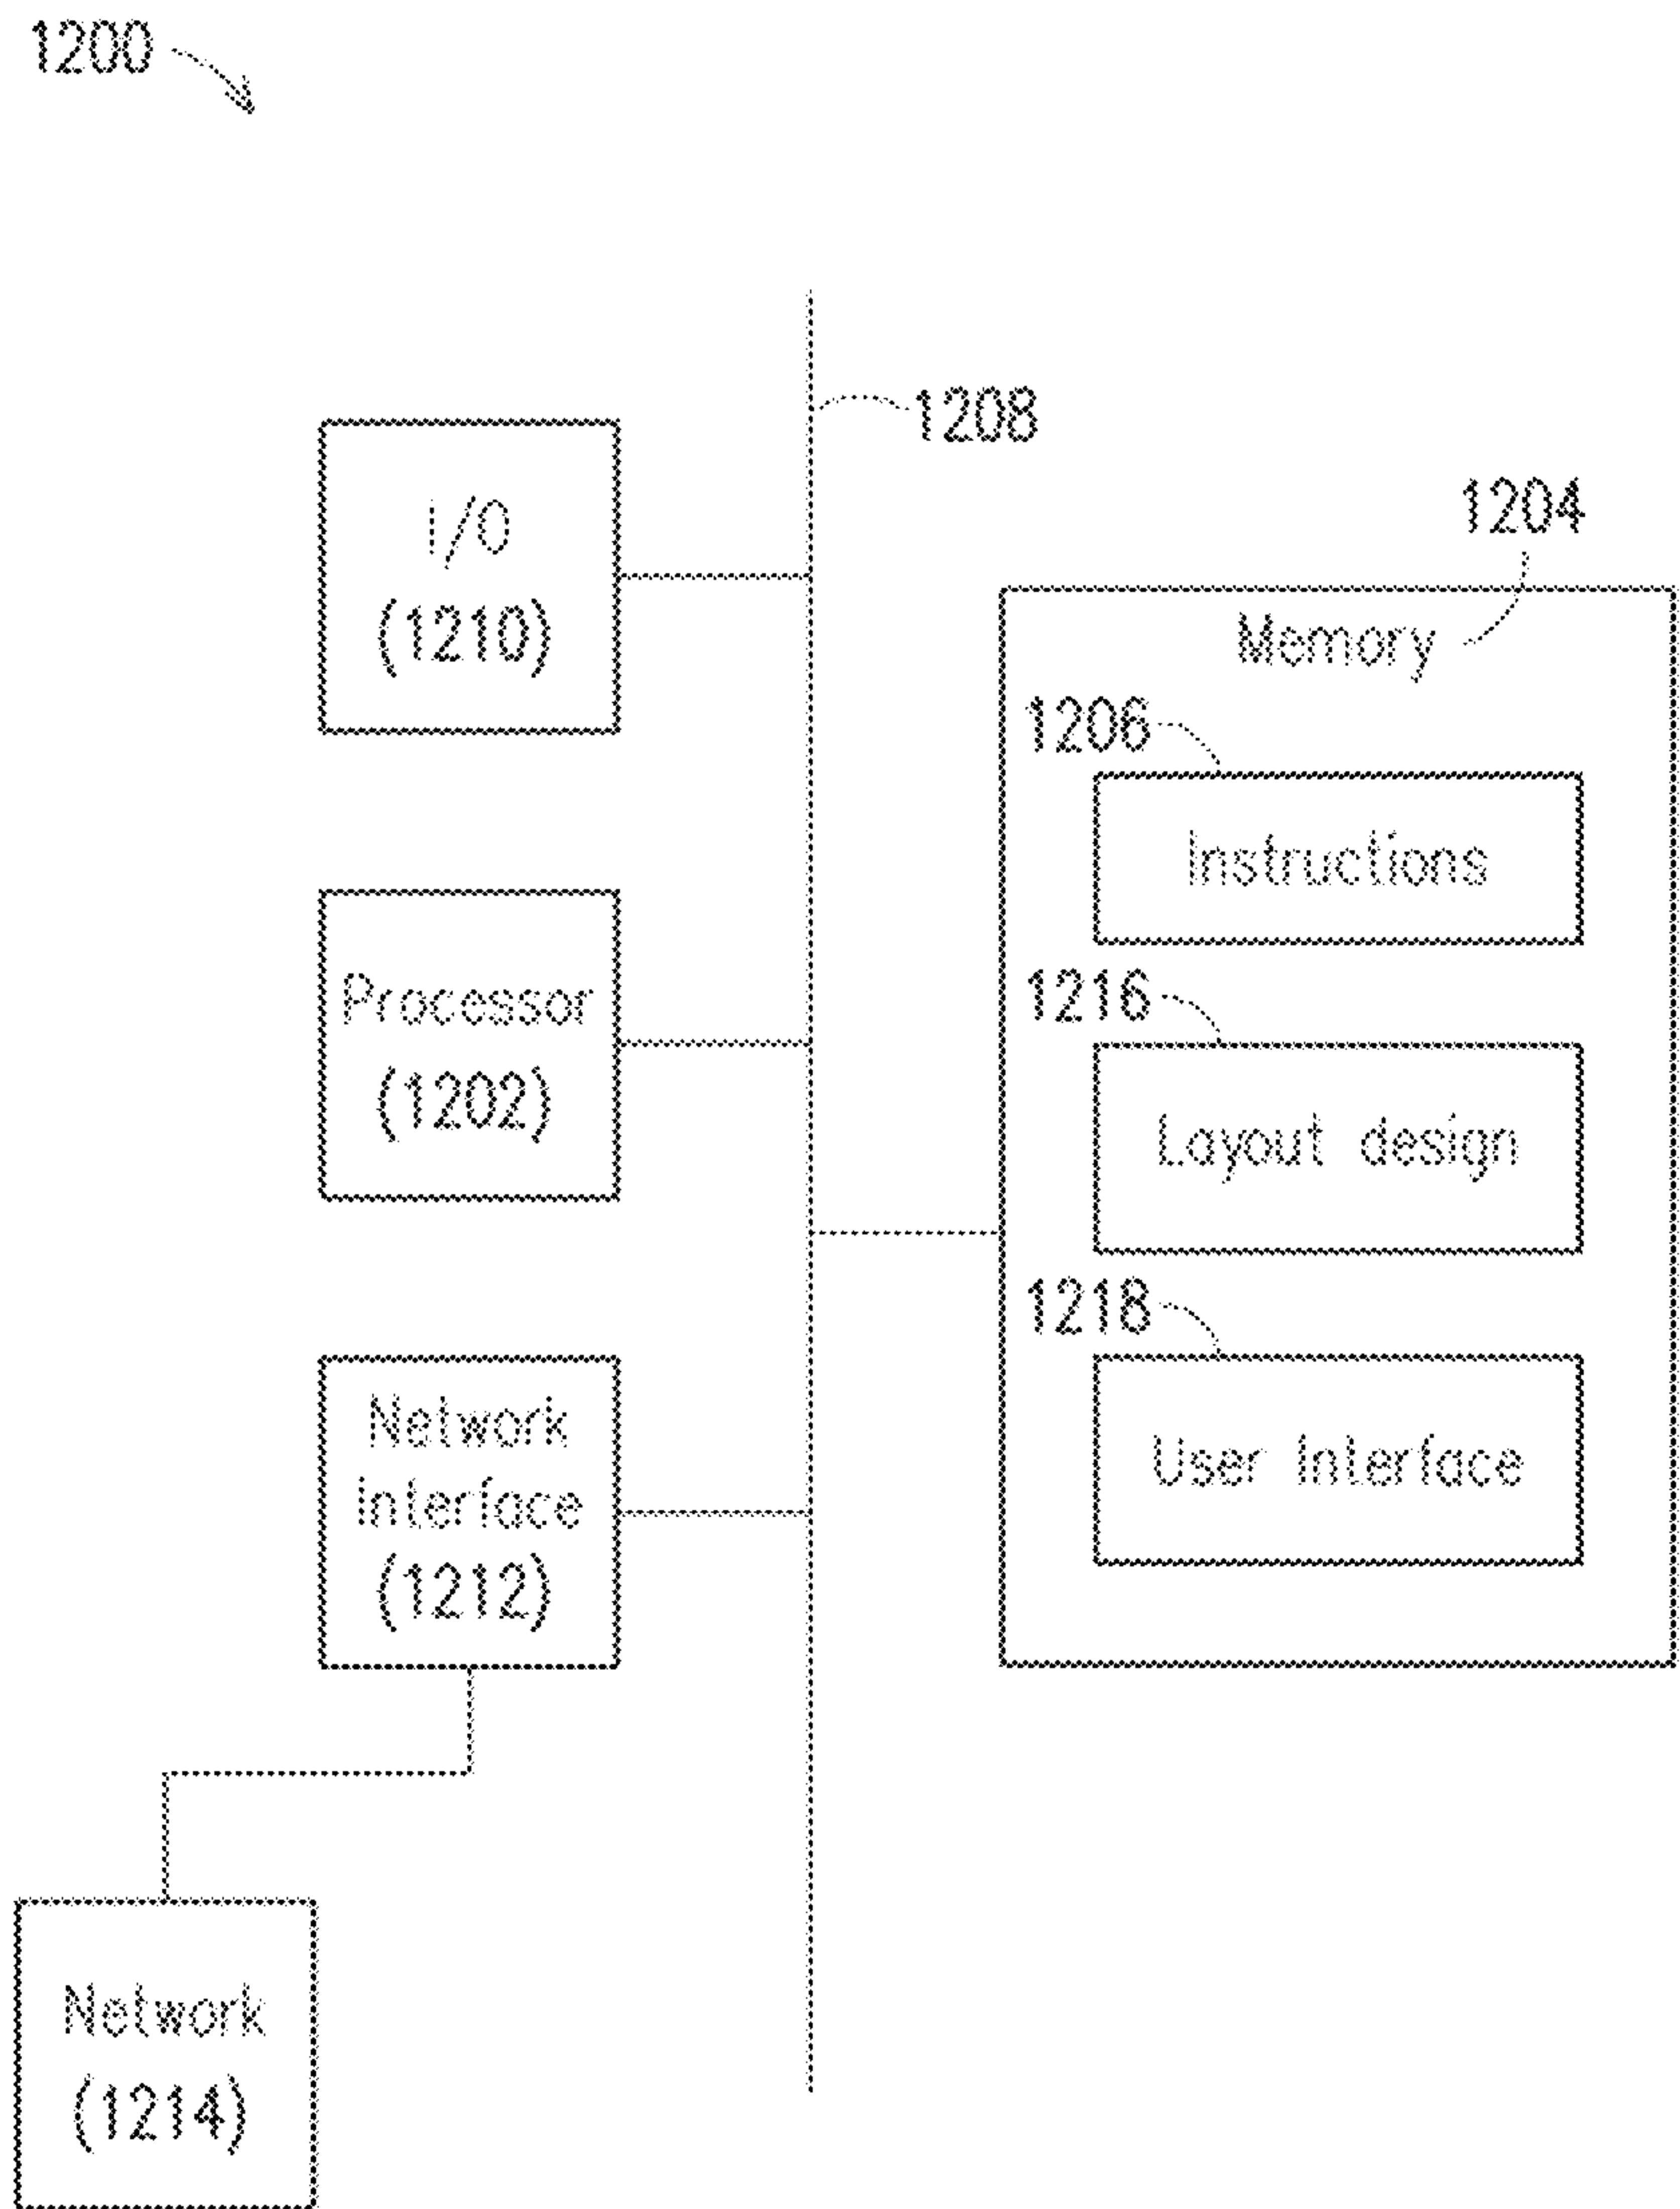 1200
1208
I/O
(1210)
1204
Memory
1206
Instructions
Processor
(1202)
1216
Layout design
1218
User Interface
Network
interface
(1212)
Network
(1214)